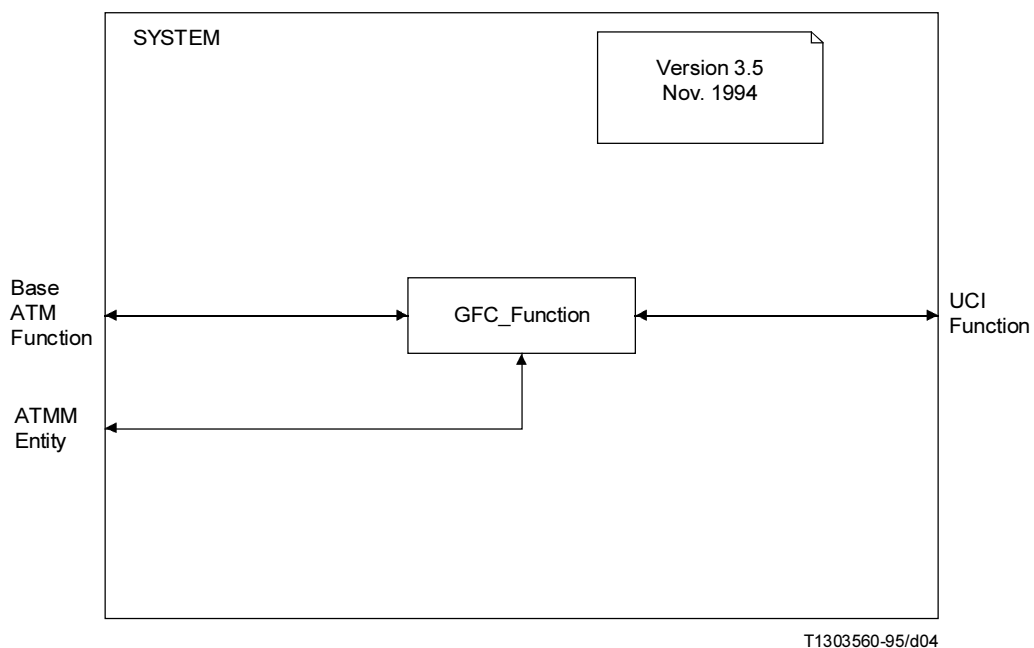 SYSTEM
Version 3.5
Nov. 1994
Base
ATM
Function
GFC_Function
UCI
Function
ATMM
Entity
T1303560-95/d04